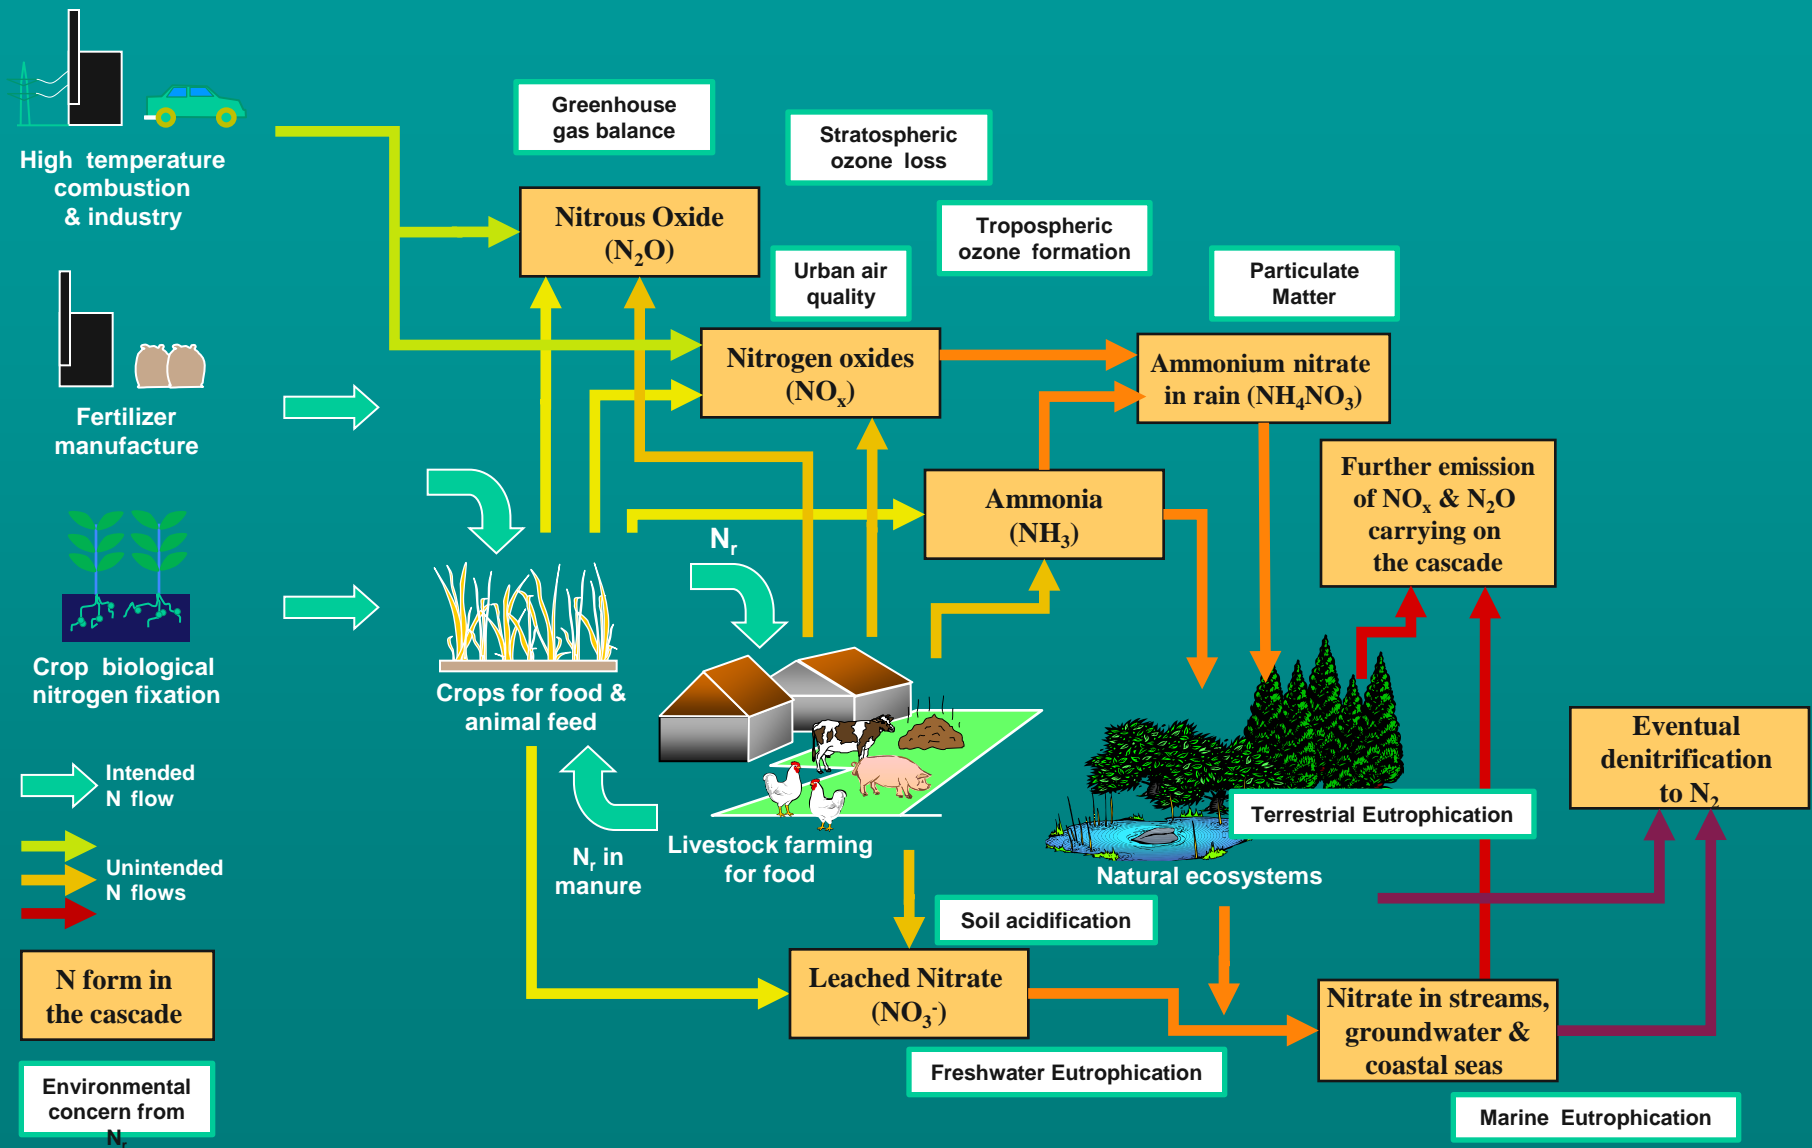 High temperature
combustion
& industry
Fertilizer
manufacture
Crop biological
nitrogen fixation
Intended
N flow
Unintended
N flows
N form in
the cascade
Environmental
concern from
Nᵣ
Greenhouse
gas balance
Stratospheric
ozone loss
Nitrous Oxide
(N₂O)
Tropospheric
ozone formation
Urban air
quality
Particulate
Matter
Nitrogen oxides
(NOₓ)
Ammonium nitrate
in rain (NH₄NO₃)
Ammonia
(NH₃)
Further emission
of NOₓ & N₂O
carrying on
the cascade
Nᵣ
Crops for food &
animal feed
Nᵣ in
manure
Livestock farming
for food
Natural ecosystems
Terrestrial Eutrophication
Eventual
denitrification
to N₂
Soil acidification
Leached Nitrate
(NO₃⁻)
Nitrate in streams,
groundwater &
coastal seas
Freshwater Eutrophication
Marine Eutrophication